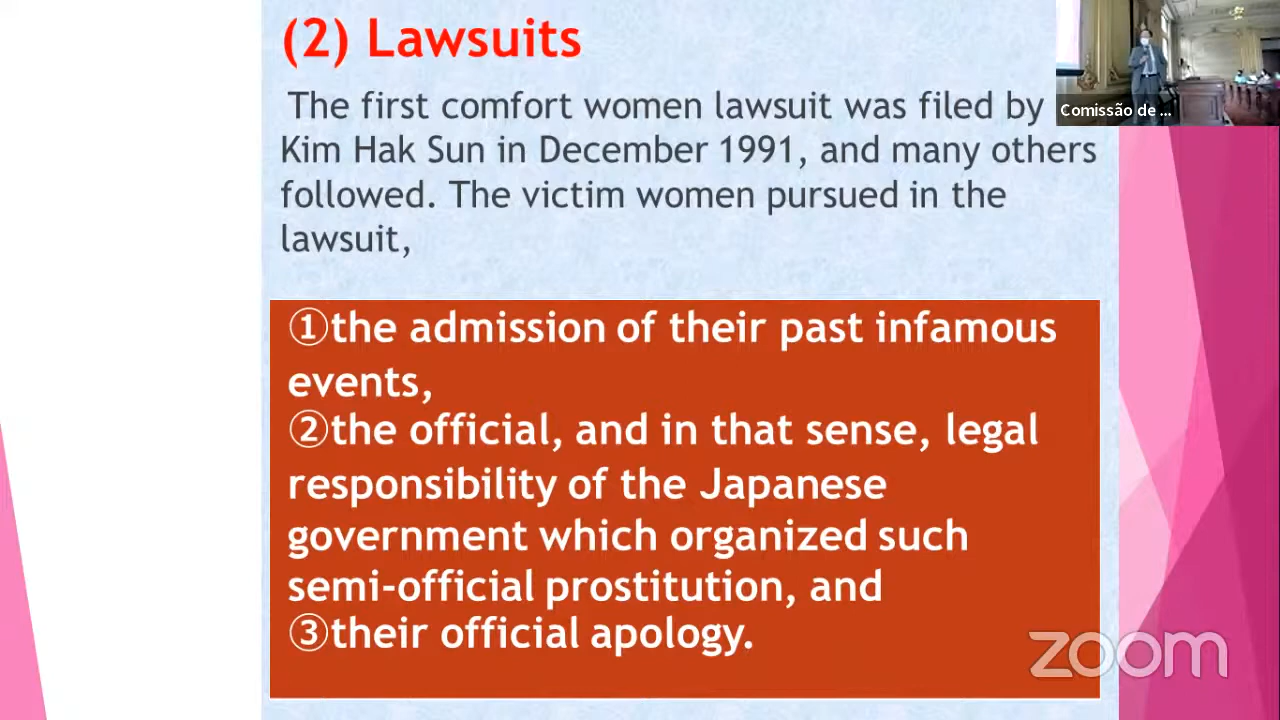 (2) Lawsuits
The first comfort women lawsuit was filed by
Kim Hak Sun in December 1991, and many others
followed. The victim women pursued in the
lawsuit,
①the admission of their past infamous
events,
②the official, and in that sense, legal
responsibility of the Japanese
government which organized such
semi-official prostitution, and
③their official apology.
Comissão de ...
zoom